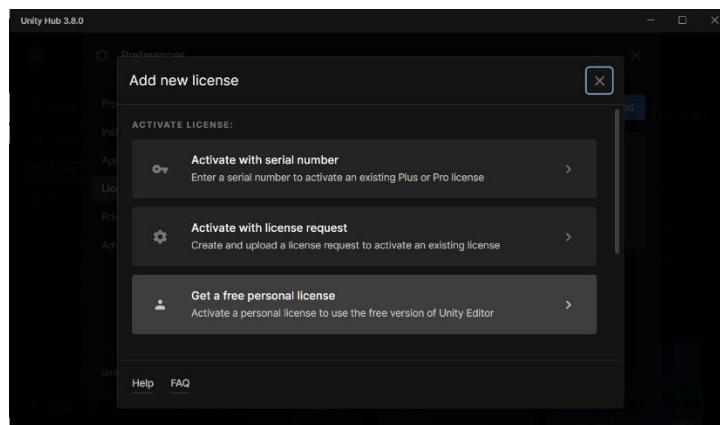 Unity Hub 3.8.0
Preferences
Add new license
ACTIVATE LICENSE:
Activate with serial number
Enter a serial number to activate an existing Plus or Pro license
Activate with license request
Create and upload a license request to activate an existing license
Get a free personal license
Activate a personal license to use the free version of Unity Editor
Help FAQ